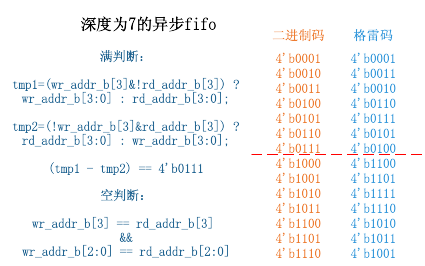 深度为7的异步fifo
满判断：
tmp1=(wr_addr_b[3]&!rd_addr_b[3]) ?
wr_addr_b[3:0] : rd_addr_b[3:0];
tmp2=(!wr_addr_b[3]&rd_addr_b[3]) ?
rd_addr_b[3:0] : wr_addr_b[3:0];
(tmp1 - tmp2) == 4'b0111
空判断：
wr_addr_b[3] == rd_addr_b[3]
&&
wr_addr_b[2:0] == rd_addr_b[2:0]
二进制码 格雷码
4'b0001 4'b0001
4'b0010 4'b0011
4'b0011 4'b0010
4'b0100 4'b0110
4'b0101 4'b0111
4'b0110 4'b0101
4'b0111 4'b0100
4'b1000 4'b1100
4'b1001 4'b1101
4'b1010 4'b1111
4'b1011 4'b1110
4'b1100 4'b1010
4'b1101 4'b1011
4'b1110 4'b1001